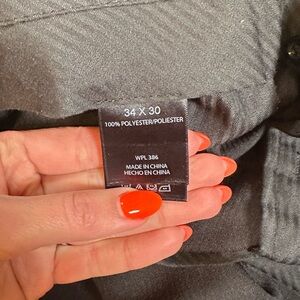 34 X 30
100% POLYESTER/POLIESTER
WPL 386
MADE IN CHINA
HECHO EN CHINA